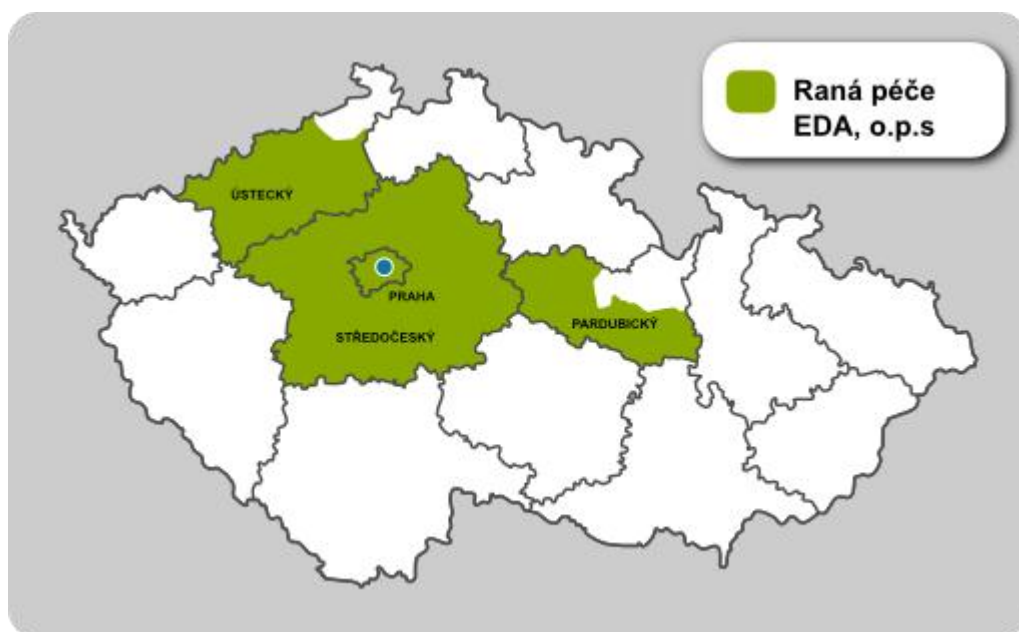 Raná péče
EDA, o.p.s
ÚSTECKÝ
PRAHA
STŘEDOČESKÝ
PARDUBICKÝ